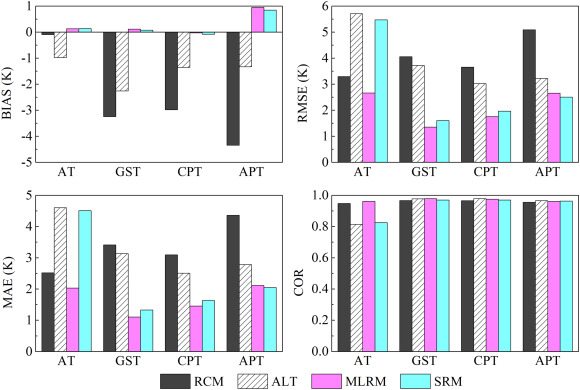 BIAS (K)
1
0
-1
-2
-3
-4
-5
AT GST CPT APT
RMSE (K)
6
5
4
3
2
1
0
AT GST CPT APT
MAE (K)
5
4
3
2
1
0
AT GST CPT APT
COR
1.0
0.8
0.6
0.4
0.2
0.0
AT GST CPT APT
RCM ALT MLRM SRM